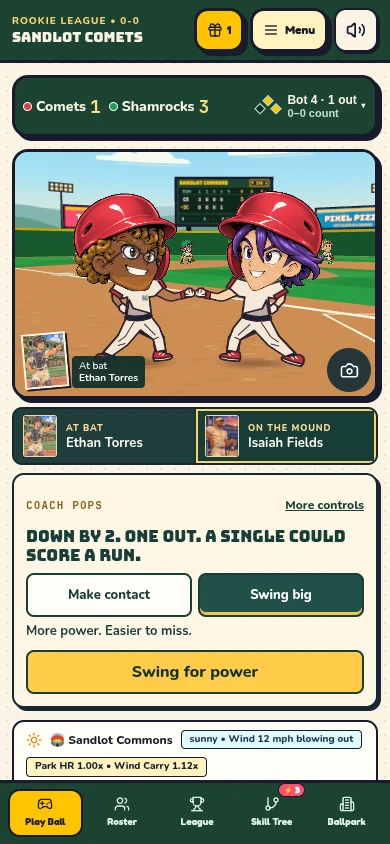 ROOKIE LEAGUE • 0-0
SANDLOT COMETS
1
Menu
Comets 1 Shamrocks 3
Bot 4 · 1 out
0–0 count
SANDLOT COMMONS
PIXEL PIZZ
At bat
Ethan Torres
AT BAT
Ethan Torres
ON THE MOUND
Isaiah Fields
COACH POPS
More controls
DOWN BY 2. ONE OUT. A SINGLE COULD
SCORE A RUN.
Make contact
Swing big
More power. Easier to miss.
Swing for power
Sandlot Commons
sunny • Wind 12 mph blowing out
Park HR 1.00x • Wind Carry 1.12x
3
Play Ball
Roster
League
Skill Tree
Ballpark